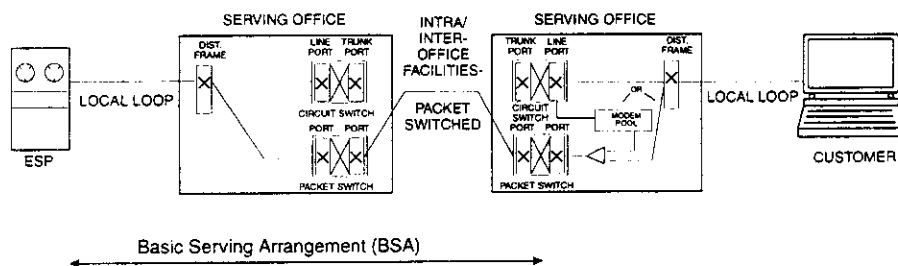 SERVING OFFICE
INTRA/
INTER-
OFFICE
FACILITIES-
PACKET
SWITCHED
SERVING OFFICE
DIST.
FRAME
LINE
PORT
TRUNK
PORT
CIRCUIT SWITCH
PORT
PORT
PACKET SWITCH
TRUNK
PORT
LINE
PORT
DIST.
FRAME
OR
CIRCUIT
SWITCH
MODEM
POOL
PORT
PORT
PACKET SWITCH
LOCAL LOOP
LOCAL LOOP
ESP
CUSTOMER
Basic Serving Arrangement (BSA)